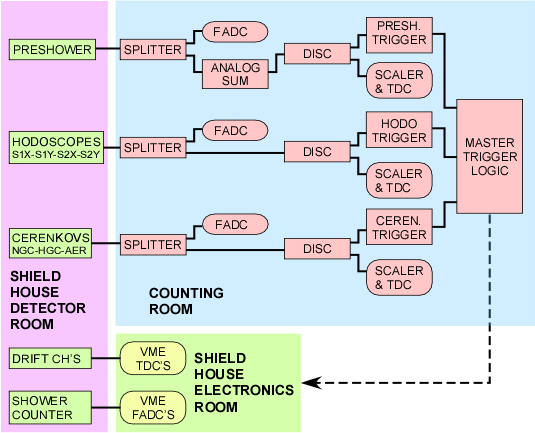 PRESHOWER
SPLITTER
FADC
ANALOG
SUM
DISC
PRESH.
TRIGGER
SCALER
& TDC
HODOSCOPES
S1X-S1Y-S2X-S2Y
SPLITTER
FADC
DISC
HODO
TRIGGER
SCALER
& TDC
MASTER
TRIGGER
LOGIC
CERENKOVS
NGC-HGC-AER
SPLITTER
FADC
DISC
CEREN.
TRIGGER
SCALER
& TDC
SHIELD
HOUSE
DETECTOR
ROOM
COUNTING
ROOM
DRIFT CH'S
VME
TDC'S
SHOWER
COUNTER
VME
FADC'S
SHIELD
HOUSE
ELECTRONICS
ROOM